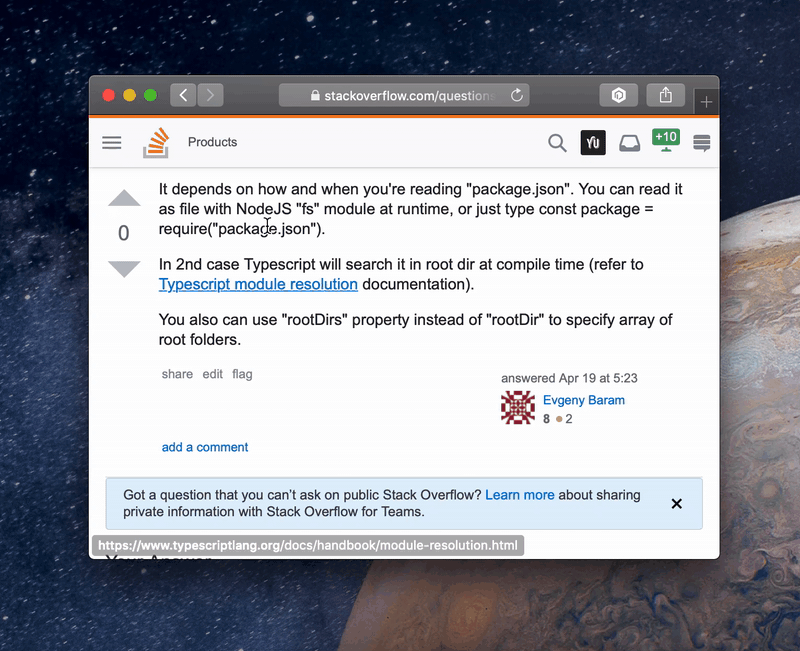 stackoverflow.com/questions
Products
+10
It depends on how and when you're reading "package.json". You can read it
as file with NodeJS "fs" module at runtime, or just type const package =
require("package.json").
0
In 2nd case Typescript will search it in root dir at compile time (refer to
Typescript module resolution documentation).
You also can use "rootDirs" property instead of "rootDir" to specify array of
root folders.
share edit flag
answered Apr 19 at 5:23
Evgeny Baram
8 2
add a comment
Got a question that you can’t ask on public Stack Overflow? Learn more about sharing
private information with Stack Overflow for Teams.
https://www.typescriptlang.org/docs/handbook/module-resolution.html